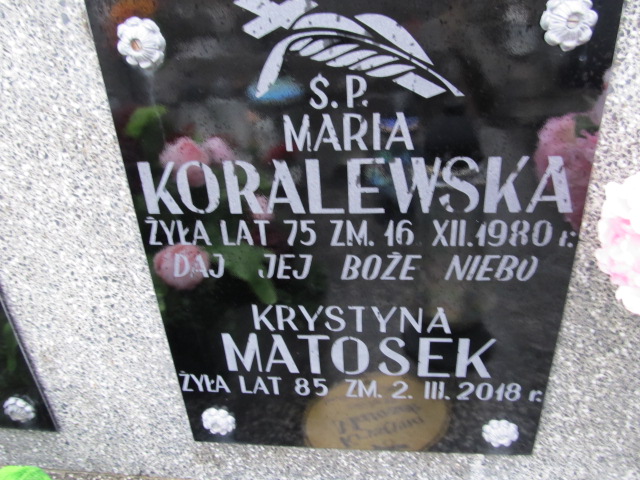 Ś.P.
MARIA
KORALEWSKA
ŻYŁA LAT 75 ZM. 16 XII.1980 r.
DAJ JEJ BOŻE NIEBO
KRYSTYNA
MATOSEK
ŻYŁA LAT 85 ZM. 2. III. 2018 r.